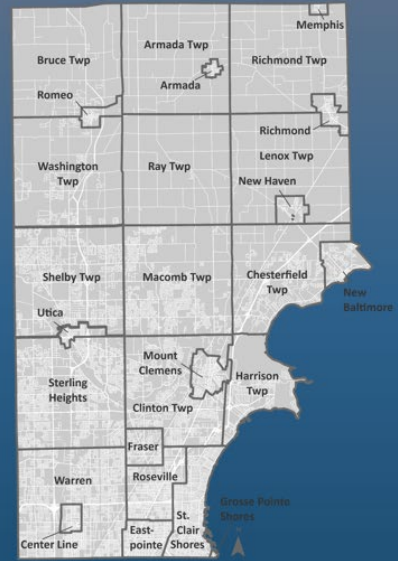 Memphis
Armada Twp
Bruce Twp
Richmond Twp
Armada
Romeo
Richmond
Lenox Twp
Washington
Twp
Ray Twp
New Haven
Shelby Twp
Macomb Twp
Chesterfield
Twp
New
Baltimore
Utica
Mount
Clemens
Sterling
Heights
Harrison
Twp
Clinton Twp
Fraser
Warren
Roseville
Grosse Pointe
Shores
East-
pointe
St.
Clair
Shores
Center Line